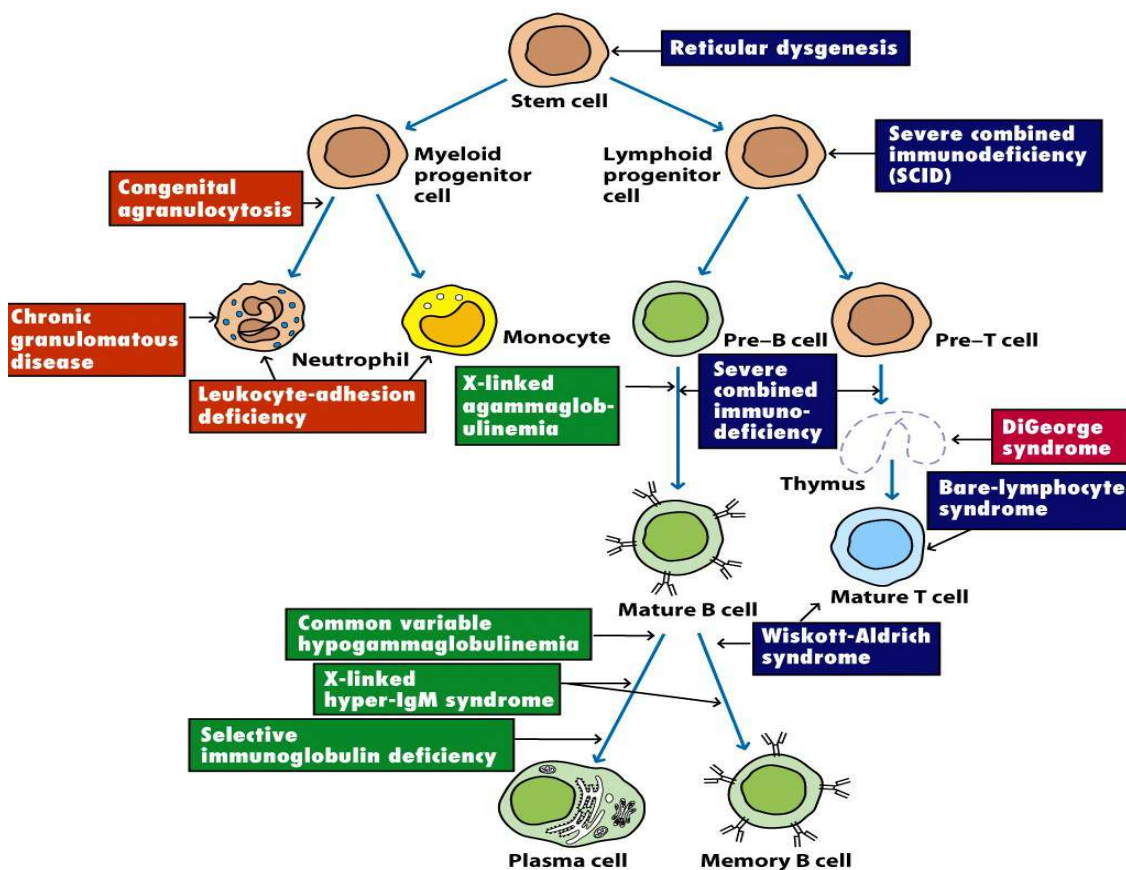 Reticular dysgenesis
Stem cell
Myeloid
progenitor
cell
Lymphoid
progenitor
cell
Severe combined
immunodeficiency
(SCID)
Congenital
agranulocytosis
Chronic
granulomatous
disease
Neutrophil
Monocyte
Pre–B cell
Pre–T cell
Leukocyte-adhesion
deficiency
X-linked
agammaglob-
ulinemia
Severe
combined
immuno-
deficiency
DiGeorge
syndrome
Thymus
Bare-lymphocyte
syndrome
Mature B cell
Mature T cell
Common variable
hypogammaglobulinemia
Wiskott-Aldrich
syndrome
X-linked
hyper-IgM syndrome
Selective
immunoglobulin deficiency
Plasma cell
Memory B cell